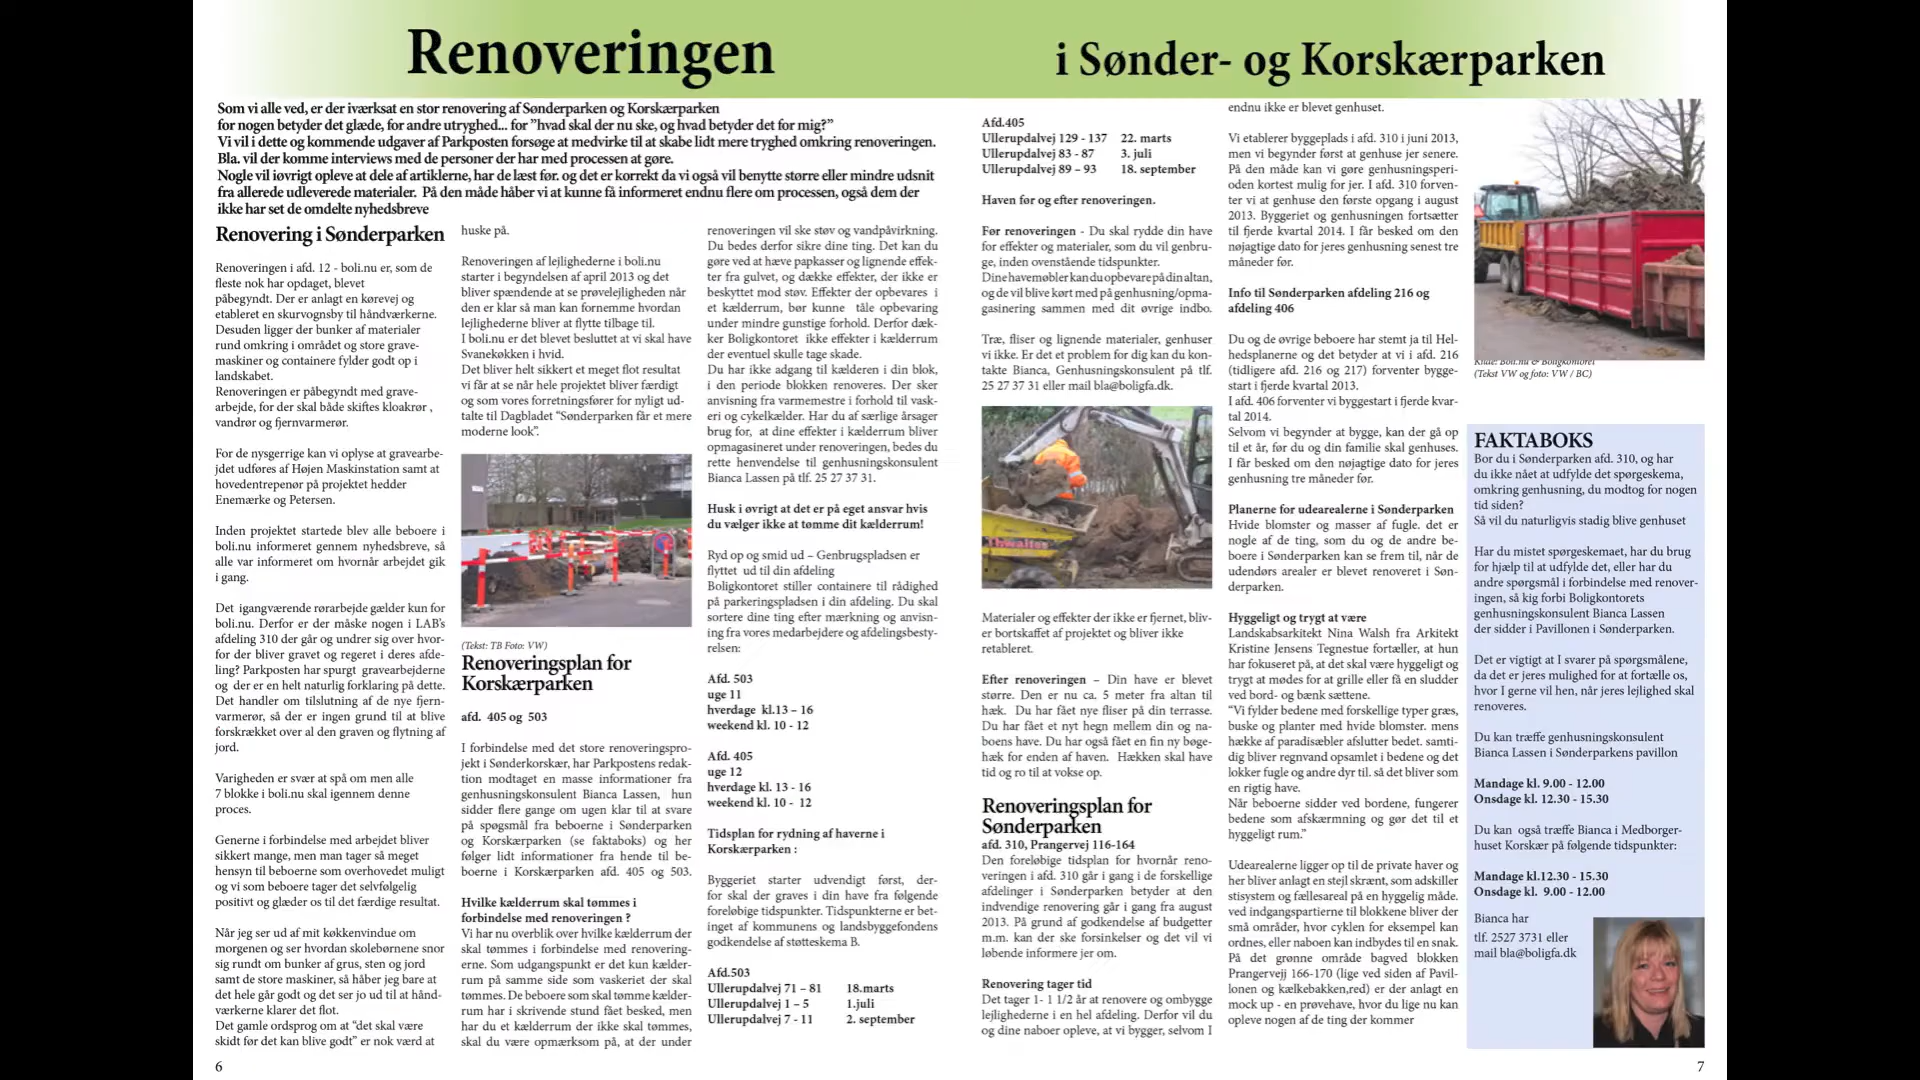 Renoveringen
i Sønder- og Korskærparken
Som vi alle ved, er der iværksat en stor renovering af Sønderparken og Korskærparken
for nogen betyder det glæde, for andre utryghed... for ”hvad skal der nu ske, og hvad betyder det for mig?”
Vi vil i dette og kommende udgaver af Parkposten forsøge at medvirke til at skabe lidt mere tryghed omkring renoveringen.
Bla. vil der komme interviews med de personer der har med processen at gøre.
Nogle vil iøvrigt opleve at dele af artiklerne, har de læst før. og det er korrekt da vi også vil benytte større eller mindre udsnit
fra allerede udleverede materialer.  På den måde håber vi at kunne få informeret endnu flere om processen, også dem der
ikke har set de omdelte nyhedsbreve
Renovering i Sønderparken
Renoveringen i afd. 12 - boli.nu er, som de
fleste nok har opdaget, blevet
påbegyndt. Der er anlagt en kørevej og
etableret en skurvognsby til håndværkerne.
Desuden ligger der bunker af materialer
rund omkring i området og store grave-
maskiner og containere fylder godt op i
landskabet.
Renoveringen er påbegyndt med grave-
arbejde, for der skal både skiftes kloakrør ,
vandrør og fjernvarmerør.
For de nysgerrige kan vi oplyse at gravearbe-
jdet udføres af Højen Maskinstation samt at
hovedentrepenør på projektet hedder
Enemærke og Petersen.
Inden projektet startede blev alle beboere i
boli.nu informeret gennem nyhedsbreve, så
alle var informeret om hvornår arbejdet gik
i gang.
Det igangværende rørarbejde gælder kun for
boli.nu. Derfor er der måske nogen i LAB’s
afdeling 310 der går og undrer sig over hvor-
for der bliver gravet og regeret i deres afde-
ling? Parkposten har spurgt  gravearbejderne
og  der er en helt naturlig forklaring på dette.
Det handler om tilslutning af de nye fjern-
varmerør, så der er ingen grund til at blive
forskrækket over al den graven og flytning af
jord.
Varigheden er svær at spå om men alle
7 blokke i boli.nu skal igennem denne
proces.
Generne i forbindelse med arbejdet bliver
sikkert mange, men man tager så meget
hensyn til beboerne som overhovedet muligt
og vi som beboere tager det selvfølgelig
positivt og glæder os til det færdige resultat.
Når jeg ser ud af mit køkkenvindue om
morgenen og ser hvordan skolebørnene snor
sig rundt om bunker af grus, sten og jord
samt de store maskiner, så håber jeg bare at
det hele går godt og det ser jo ud til at hånd-
værkerne klarer det flot.
Det gamle ordsprog om at “det skal være
skidt før det kan blive godt” er nok værd at
huske på.
Renoveringen af lejlighederne i boli.nu
starter i begyndelsen af april 2013 og det
bliver spændende at se prøvelejligheden når
den er klar så man kan fornemme hvordan
lejlighederne bliver at flytte tilbage til.
I boli.nu er det blevet besluttet at vi skal have
Svanekøkken i hvid.
Det bliver helt sikkert et meget flot resultat
vi får at se når hele projektet bliver færdigt
og som vores forretningsfører for nyligt ud-
talte til Dagbladet “Sønderparken får et mere
moderne look”.
(Tekst: TB Foto: VW)
Renoveringsplan for
Korskærparken
afd.  405 og  503
I forbindelse med det store renoveringspro-
jekt i Sønderkorskær, har Parkpostens redak-
tion modtaget en masse informationer fra
genhusningskonsulent Bianca Lassen,  hun
sidder flere gange om ugen klar til at svare
på spøgsmål fra beboerne i Sønderparken
og Korskærparken (se faktaboks) og her
følger lidt informationer fra hende til be-
boerne i Korskærparken afd. 405 og 503.
Hvilke kælderrum skal tømmes i
forbindelse med renoveringen ?
Vi har nu overblik over hvilke kælderrum der
skal tømmes i forbindelse med renovering-
erne. Som udgangspunkt er det kun kælder-
rum på samme side som vaskeriet der skal
tømmes. De beboere som skal tømme kælder-
rum har i skrivende stund fået besked, men
har du et kælderrum der ikke skal tømmes,
skal du være opmærksom på, at der under
renoveringen vil ske støv og vandpåvirkning.
Du bedes derfor sikre dine ting. Det kan du
gøre ved at hæve papkasser og lignende effek-
ter fra gulvet, og dække effekter, der ikke er
beskyttet mod støv. Effekter der opbevares  i
et kælderrum, bør kunne  tåle opbevaring
under mindre gunstige forhold. Derfor dæk-
ker Boligkontoret  ikke effekter i kælderrum
der eventuel skulle tage skade.
Du har ikke adgang til kælderen i din blok,
i den periode blokken renoveres. Der sker
anvisning fra varmemestre i forhold til vask-
eri og cykelkælder. Har du af særlige årsager
brug for,  at dine effekter i kælderrum bliver
opmagasineret under renoveringen, bedes du
rette henvendelse til genhusningskonsulent
Bianca Lassen på tlf. 25 27 37 31.
Husk i øvrigt at det er på eget ansvar hvis
du vælger ikke at tømme dit kælderrum!
Ryd op og smid ud – Genbrugspladsen er
flyttet  ud til din afdeling
Boligkontoret stiller containere til rådighed
på parkeringspladsen i din afdeling. Du skal
sortere dine ting efter mærkning og anvisn-
ing fra vores medarbejdere og afdelingsbesty-
relsen:
Afd. 503
uge 11
hverdage  kl.13 – 16
weekend kl. 10 - 12
Afd. 405
uge 12
hverdage kl. 13 - 16
weekend kl. 10 -  12
Tidsplan for rydning af haverne i
Korskærparken :
Byggeriet starter udvendigt først, der-
for skal der graves i din have fra følgende
foreløbige tidspunkter. Tidspunkterne er bet-
inget af kommunens og landsbyggefondens
godkendelse af støtteskema B.
Afd.503
Ullerupdalvej 71 – 81 18.marts
Ullerupdalvej 1 – 5 1.juli
Ullerupdalvej 7 - 11 2. september
6
Afd.405
Ullerupdalvej 129 - 137 22. marts
Ullerupdalvej 83 - 87 3. juli
Ullerupdalvej 89 – 93 18. september
Haven før og efter renoveringen.
Før renoveringen - Du skal rydde din have
for effekter og materialer, som du vil genbru-
ge, inden ovenstående tidspunkter.
Dine havemøbler kan du opbevare på din altan,
og de vil blive kørt med på genhusning/opma-
gasinering sammen med dit øvrige indbo.
Træ, fliser og lignende materialer, genhuser
vi ikke. Er det et problem for dig kan du kon-
takte Bianca, Genhusningskonsulent på tlf.
25 27 37 31 eller mail bla@boligfa.dk.
Thwaites
Materialer og effekter der ikke er fjernet, bliv-
er bortskaffet af projektet og bliver ikke
retableret.
Efter renoveringen – Din have er blevet
større. Den er nu ca. 5 meter fra altan til
hæk.  Du har fået nye fliser på din terrasse.
Du har fået et nyt hegn mellem din og na-
boens have. Du har også fået en fin ny bøge-
hæk for enden af haven.  Hækken skal have
tid og ro til at vokse op.
Renoveringsplan for
Sønderparken
afd. 310, Prangervej 116-164
Den foreløbige tidsplan for hvornår reno-
veringen i afd. 310 går i gang i de forskellige
afdelinger i Sønderparken betyder at den
indvendige renovering går i gang fra august
2013. På grund af godkendelse af budgetter
m.m. kan der ske forsinkelser og det vil vi
løbende informere jer om.
Renovering tager tid
Det tager 1- 1 1/2 år at renovere og ombygge
lejlighederne i en hel afdeling. Derfor vil du
og dine naboer opleve, at vi bygger, selvom I
endnu ikke er blevet genhuset.
Vi etablerer byggeplads i afd. 310 i juni 2013,
men vi begynder først at genhuse jer senere.
På den måde kan vi gøre genhusningsperi-
oden kortest mulig for jer. I afd. 310 forven-
ter vi at genhuse den første opgang i august
2013. Byggeriet og genhusningen fortsætter
til fjerde kvartal 2014. I får besked om den
nøjagtige dato for jeres genhusning senest tre
måneder før.
Info til Sønderparken afdeling 216 og
afdeling 406
Du og de øvrige beboere har stemt ja til Hel-
hedsplanerne og det betyder at vi i afd. 216
(tidligere afd. 216 og 217) forventer bygge-
start i fjerde kvartal 2013.
I afd. 406 forventer vi byggestart i fjerde kvar-
tal 2014.
Selvom vi begynder at bygge, kan der gå op
til et år, før du og din familie skal genhuses.
I får besked om den nøjagtige dato for jeres
genhusning tre måneder før.
Planerne for udearealerne i Sønderparken
Hvide blomster og masser af fugle. det er
nogle af de ting, som du og de andre be-
boere i Sønderparken kan se frem til, når de
udendørs arealer er blevet renoveret i Søn-
derparken.
Hyggeligt og trygt at være
Landskabsarkitekt Nina Walsh fra Arkitekt
Kristine Jensens Tegnestue fortæller, at hun
har fokuseret på, at det skal være hyggeligt og
trygt at mødes for at grille eller få en sludder
ved bord- og bænk sættene.
“Vi fylder bedene med forskellige typer græs,
buske og planter med hvide blomster. mens
hække af paradisæbler afslutter bedet. samti-
dig bliver regnvand opsamlet i bedene og det
lokker fugle og andre dyr til. så det bliver som
en rigtig have.
Når beboerne sidder ved bordene, fungerer
bedene som afskærmning og gør det til et
hyggeligt rum.”
Udearealerne ligger op til de private haver og
her bliver anlagt en stejl skrænt, som adskiller
stisystem og fællesareal på en hyggelig måde.
ved indgangspartierne til blokkene bliver der
små områder, hvor cyklen for eksempel kan
ordnes, eller naboen kan indbydes til en snak.
På det grønne område bagved blokken
Prangervejj 166-170 (lige ved siden af Pavil-
lonen og kælkebakken,red) er der anlagt en
mock up - en prøvehave, hvor du lige nu kan
opleve nogen af de ting der kommer
Kilde: Boli.nu & Boligkontoret
(Tekst VW og foto: VW / BC)
FAKTABOKS
Bor du i Sønderparken afd. 310, og har
du ikke nået at udfylde det spørgeskema,
omkring genhusning, du modtog for nogen
tid siden?
Så vil du naturligvis stadig blive genhuset
Har du mistet spørgeskemaet, har du brug
for hjælp til at udfylde det, eller har du
andre spørgsmål i forbindelse med renover-
ingen, så kig forbi Boligkontorets
genhusningskonsulent Bianca Lassen
der sidder i Pavillonen i Sønderparken.
Det er vigtigt at I svarer på spørgsmålene,
da det er jeres mulighed for at fortælle os,
hvor I gerne vil hen, når jeres lejlighed skal
renoveres.
Du kan træffe genhusningskonsulent
Bianca Lassen i Sønderparkens pavillon
Mandage kl. 9.00 - 12.00
Onsdage kl. 12.30 - 15.30
Du kan  også træffe Bianca i Medborger-
huset Korskær på følgende tidspunkter:
Mandage kl.12.30 - 15.30
Onsdage kl.  9.00 - 12.00
Bianca har
tlf. 2527 3731 eller
mail bla@boligfa.dk
7